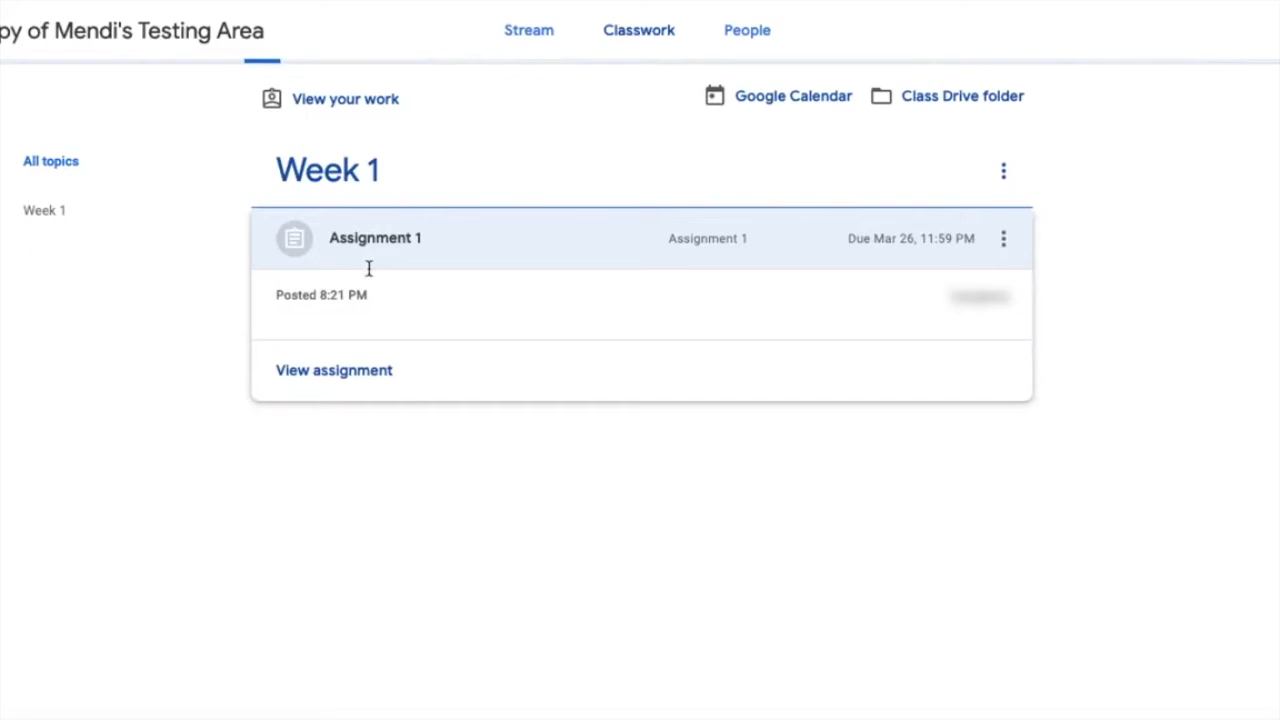 py of Mendi's Testing Area
Stream Classwork People
View your work
Google Calendar Class Drive folder
All topics
Week 1
Week 1
Assignment 1 Assignment 1 Due Mar 26, 11:59 PM
Posted 8:21 PM
View assignment